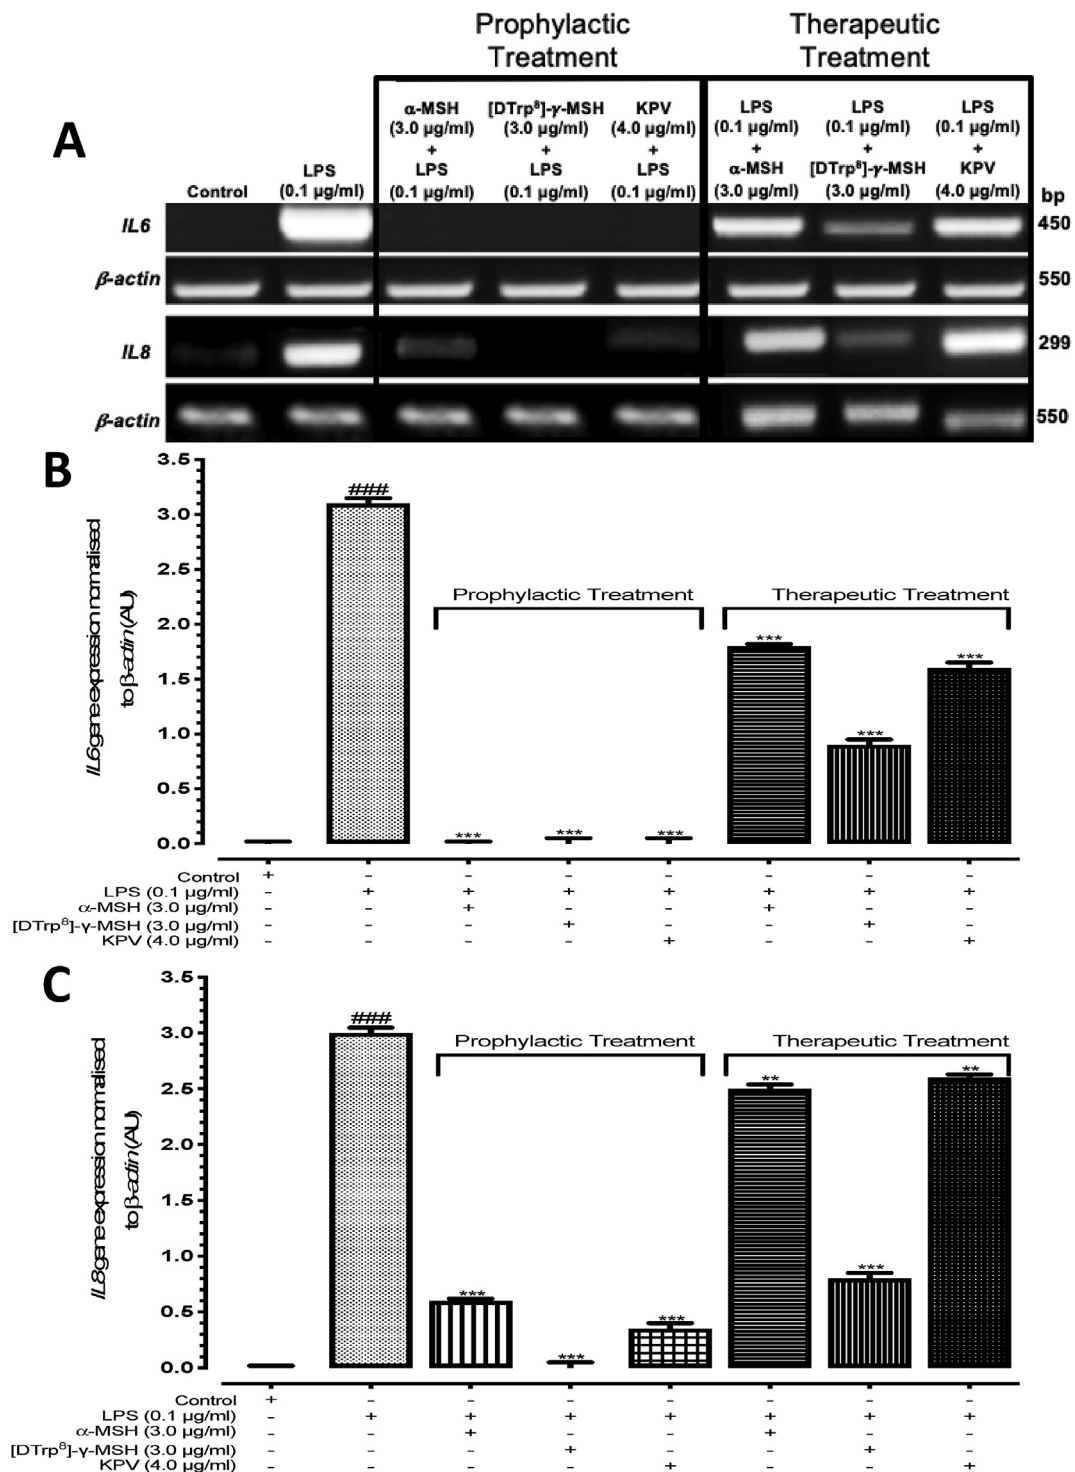 Prophylactic Treatment
Therapeutic Treatment
A
Control
LPS (0.1 µg/ml)
α-MSH (3.0 µg/ml) + LPS (0.1 µg/ml)
[DTrp⁸]-γ-MSH (3.0 µg/ml) + LPS (0.1 µg/ml)
KPV (4.0 µg/ml) + LPS (0.1 µg/ml)
LPS (0.1 µg/ml) + α-MSH (3.0 µg/ml)
LPS (0.1 µg/ml) + [DTrp⁸]-γ-MSH (3.0 µg/ml)
LPS (0.1 µg/ml) + KPV (4.0 µg/ml)
bp
IL6 450
β-actin 550
IL8 299
β-actin 550
B
IL6 gene expression normalised
to β-actin (AU)
3.5
3.0
2.5
2.0
1.5
1.0
0.5
0.0
###
Prophylactic Treatment
Therapeutic Treatment
*** *** *** *** *** ***
Control + - - - - - - -
LPS (0.1 µg/ml) - + + + + + + +
α-MSH (3.0 µg/ml) - - + - - + - -
[DTrp⁸]-γ-MSH (3.0 µg/ml) - - - + - - + -
KPV (4.0 µg/ml) - - - - + - - +
C
IL8 gene expression normalised
to β-actin (AU)
3.5
3.0
2.5
2.0
1.5
1.0
0.5
0.0
###
Prophylactic Treatment
Therapeutic Treatment
*** *** *** ** *** **
Control + - - - - - - -
LPS (0.1 µg/ml) - + + + + + + +
α-MSH (3.0 µg/ml) - - + - - + - -
[DTrp⁸]-γ-MSH (3.0 µg/ml) - - - + - - + -
KPV (4.0 µg/ml) - - - - + - - +